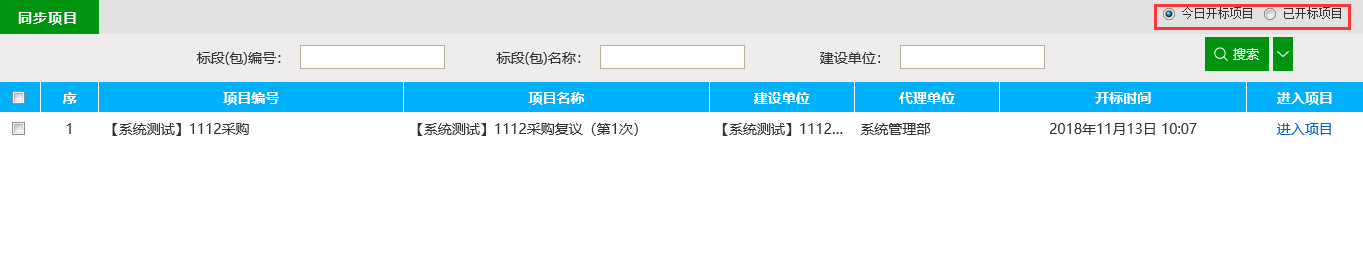 同步项目 今日开标项目 已开标项目
标段(包)编号： 标段(包)名称： 建设单位： 搜索
序 项目编号 项目名称 建设单位 代理单位 开标时间 进入项目
1 【系统测试】1112采购 【系统测试】1112采购复议（第1次） 【系统测试】1112... 系统管理部 2018年11月13日 10:07 进入项目